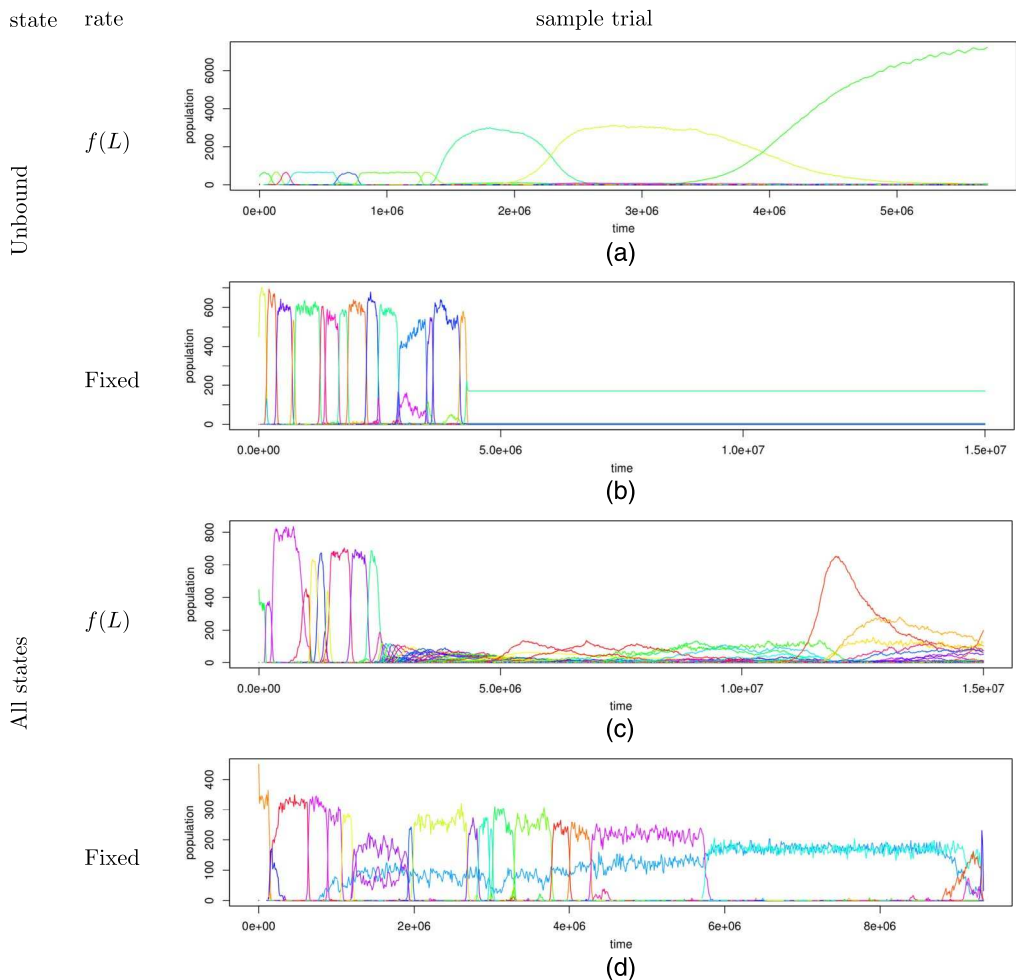 state rate sample trial
Unbound
f(L)
population
0 2000 4000 6000
0e+00 1e+06 2e+06 3e+06 4e+06 5e+06
time
(a)
Fixed
population
0 200 400 600
0.0e+00 5.0e+06 1.0e+07 1.5e+07
time
(b)
All states
f(L)
population
0 200 400 600 800
0.0e+00 5.0e+06 1.0e+07 1.5e+07
time
(c)
Fixed
population
0 100 200 300 400
0e+00 2e+06 4e+06 6e+06 8e+06
time
(d)